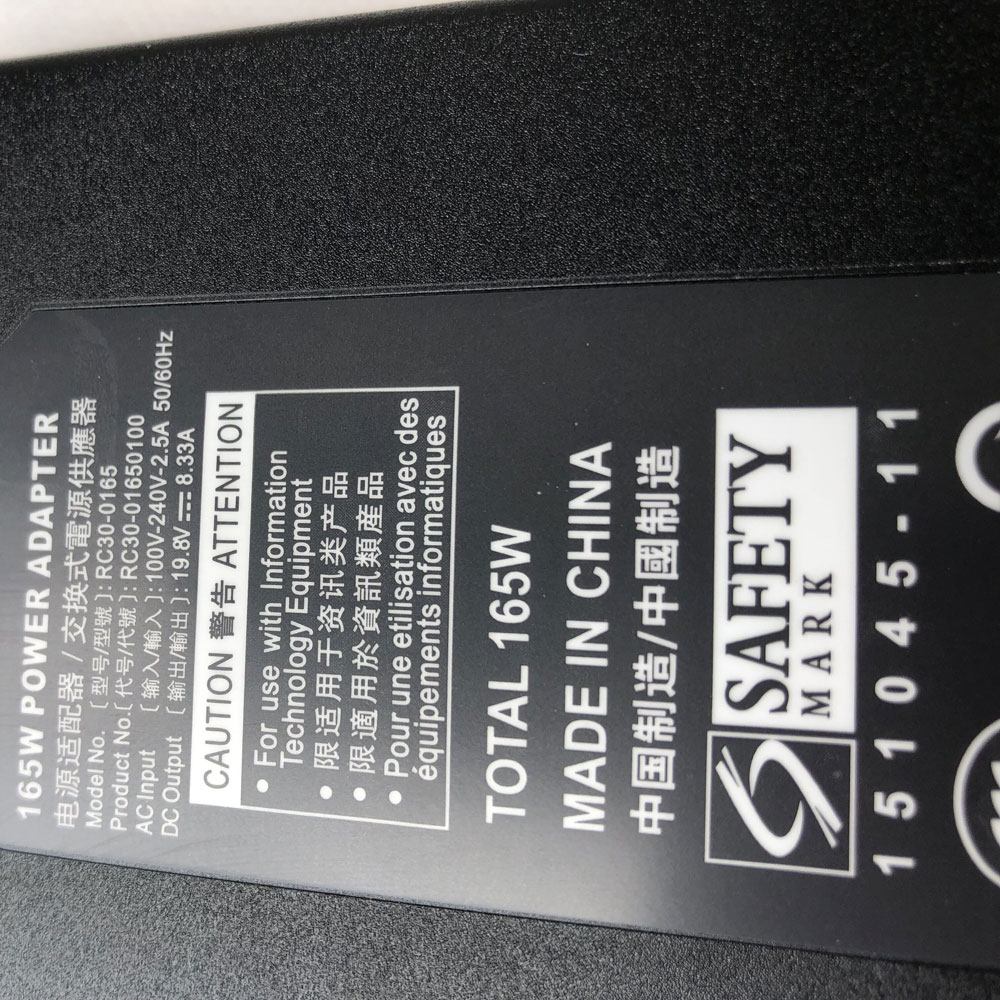 165W POWER ADAPTER
电源适配器 / 交换式電源供應器
Model No. [ 型号/型號 ]: RC30-0165
Product No.[ 代号/代號 ]: RC30-01650100
AC Input [ 输入/輸入 ]: 100V-240V~2.5A 50/60Hz
DC Output [ 输出/輸出 ]: 19.8V⎓8.33A
CAUTION 警告 ATTENTION
• For use with Information
Technology Equipment
• 限适用于资讯类产品
• 限適用於資訊類産品
• Pour une etilisation avec des
équipements informatiques
TOTAL 165W
MADE IN CHINA
中国制造/中國制造
SAFETY
MARK
151045-11